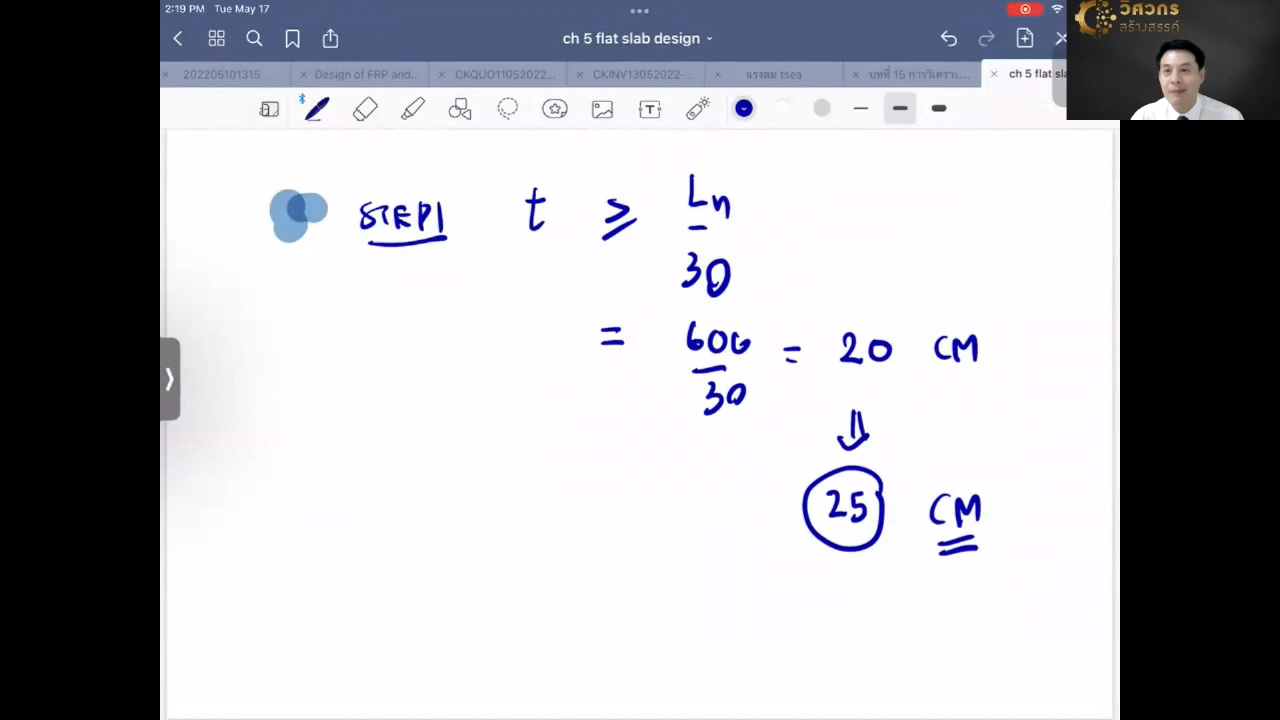 2:19 PM Tue May 17
ch 5 flat slab design
วิศวกร
สร้างสรรค์
202205101315
Design of FRP and...
CKQUO11052022...
CKINV13052022-...
แรงลม tsea
บทที่ 15 การวิเคราะ...
ch 5 flat sla
STEP1 t ≥ Ln
30
= 600 = 20 CM
30
⇓
25 CM